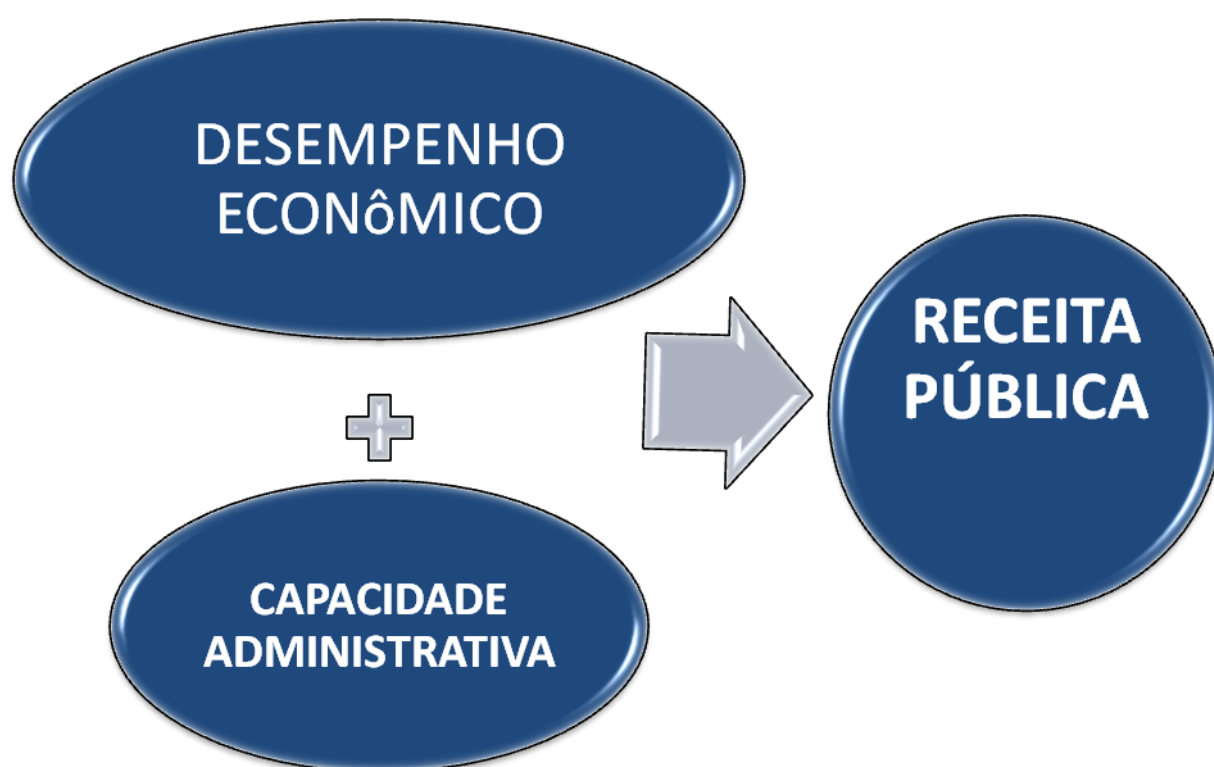 DESEMPENHO
ECONôMICO
RECEITA
PÚBLICA
CAPACIDADE
ADMINISTRATIVA